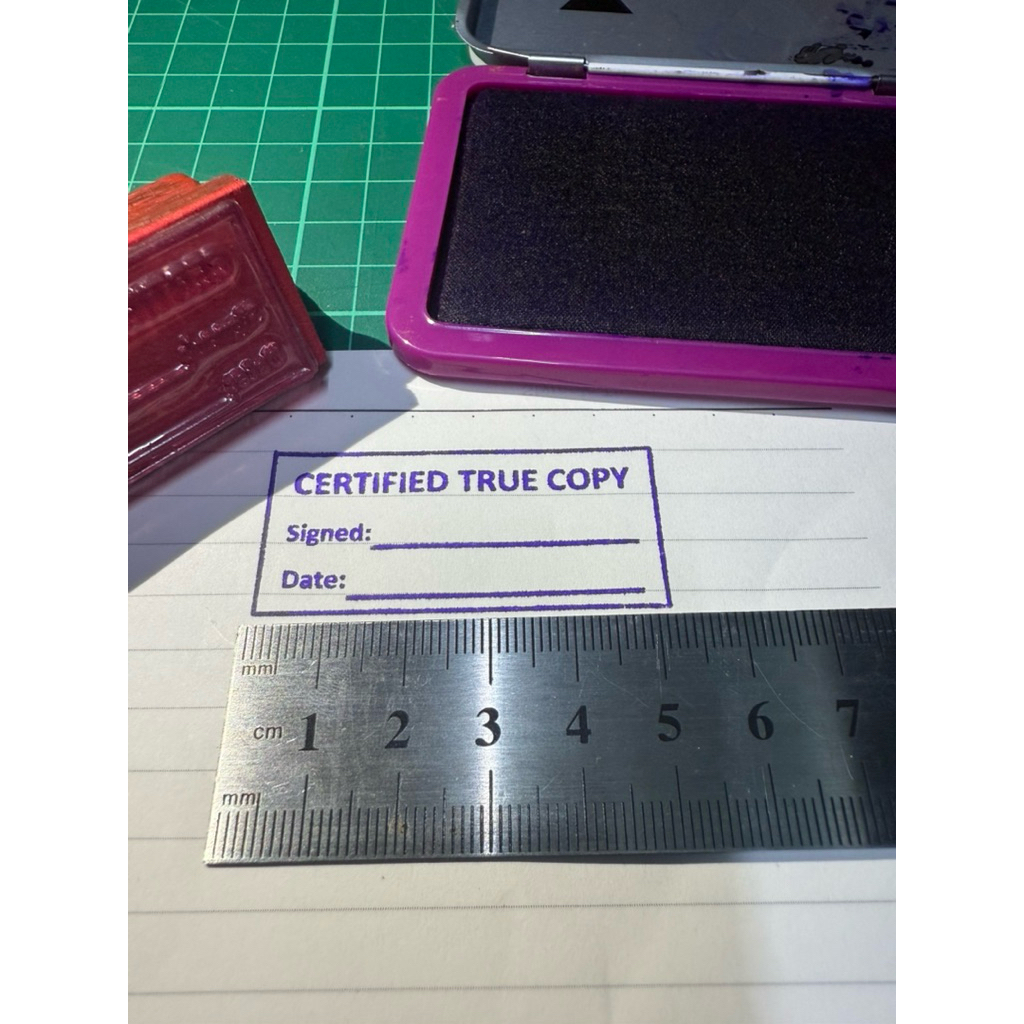 CERTIFIED TRUE COPY
Signed:
Date:
mm
cm 1 2 3 4 5 6 7
mm